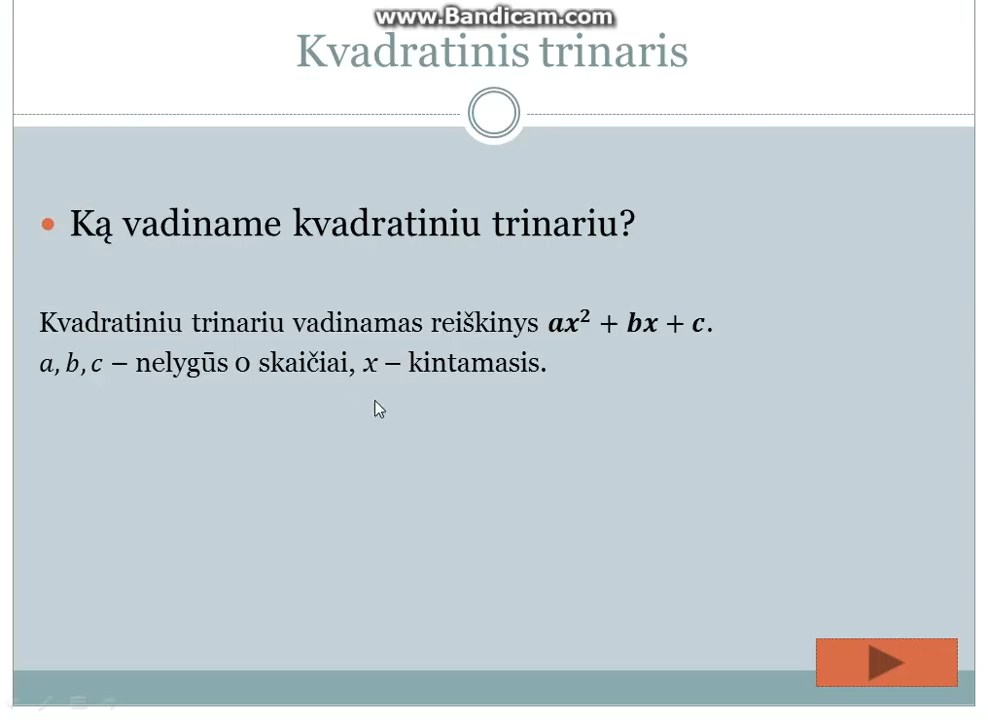 www.Bandicam.com
Kvadratinis trinaris
• Ką vadiname kvadratiniu trinariu?
Kvadratiniu trinariu vadinamas reiškinys ax² + bx + c.
a, b, c – nelygūs 0 skaičiai, x – kintamasis.